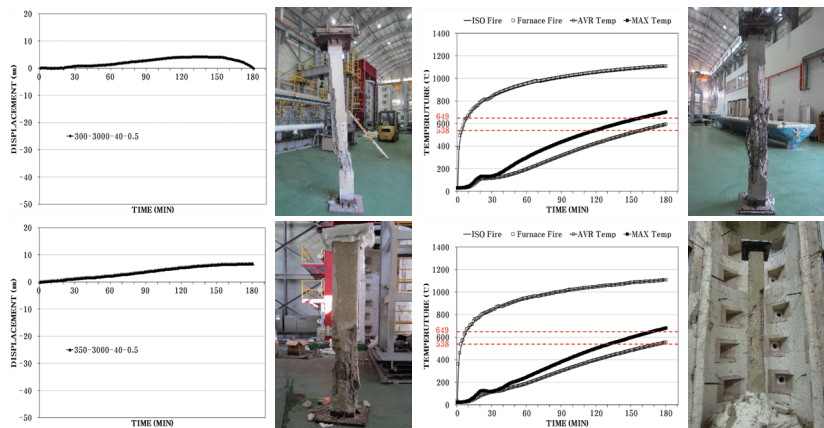 20
10
0
-10
-20
-30
-40
-50
DISPLACEMENT (m)
300-3000-40-0.5
0 30 60 90 120 150 180
TIME (MIN)
ISO Fire Furnace Fire AVR Temp MAX Temp
1400
1200
1000
800
649
600
538
400
200
0
TEMPERUTURE (℃)
0 30 60 90 120 150 180
TIME (MIN)
20
10
0
-10
-20
-30
-40
-50
DISPLACEMENT (m)
350-3000-40-0.5
0 30 60 90 120 150 180
TIME (MIN)
ISO Fire Furnace Fire AVR Temp MAX Temp
1400
1200
1000
800
649
600
538
400
200
0
TEMPERUTURE (℃)
0 30 60 90 120 150 180
TIME (MIN)